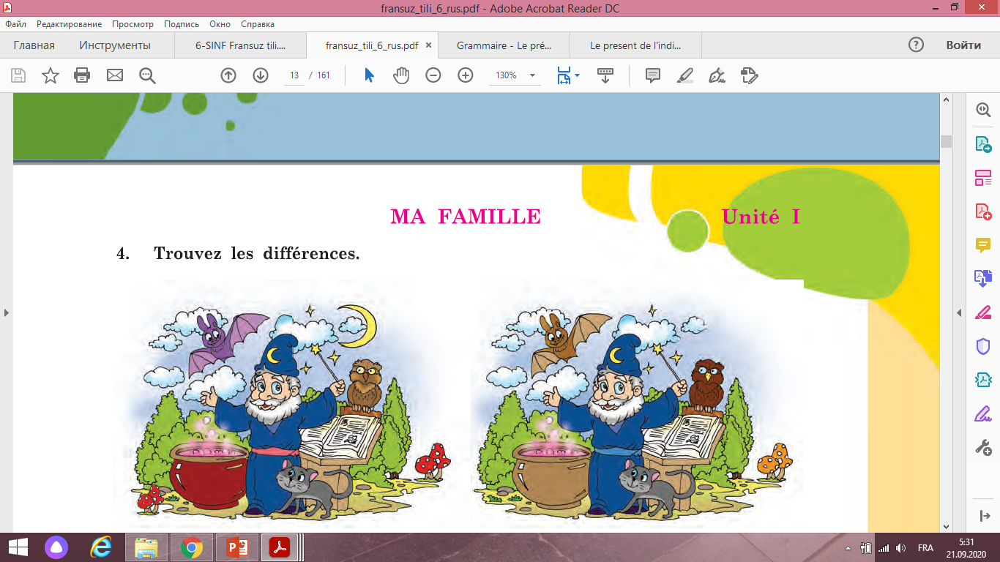 fransuz_tili_6_rus.pdf - Adobe Acrobat Reader DC
Файл Редактирование Просмотр Подпись Окно Справка
Главная Инструменты 6-SINF Fransuz tili.... fransuz_tili_6_rus.pdf × Grammaire - Le pré... Le present de l'indi... Войти
13 / 161 130%
MA FAMILLE Unité I
4. Trouvez les différences.
FRA
5:31
21.09.2020